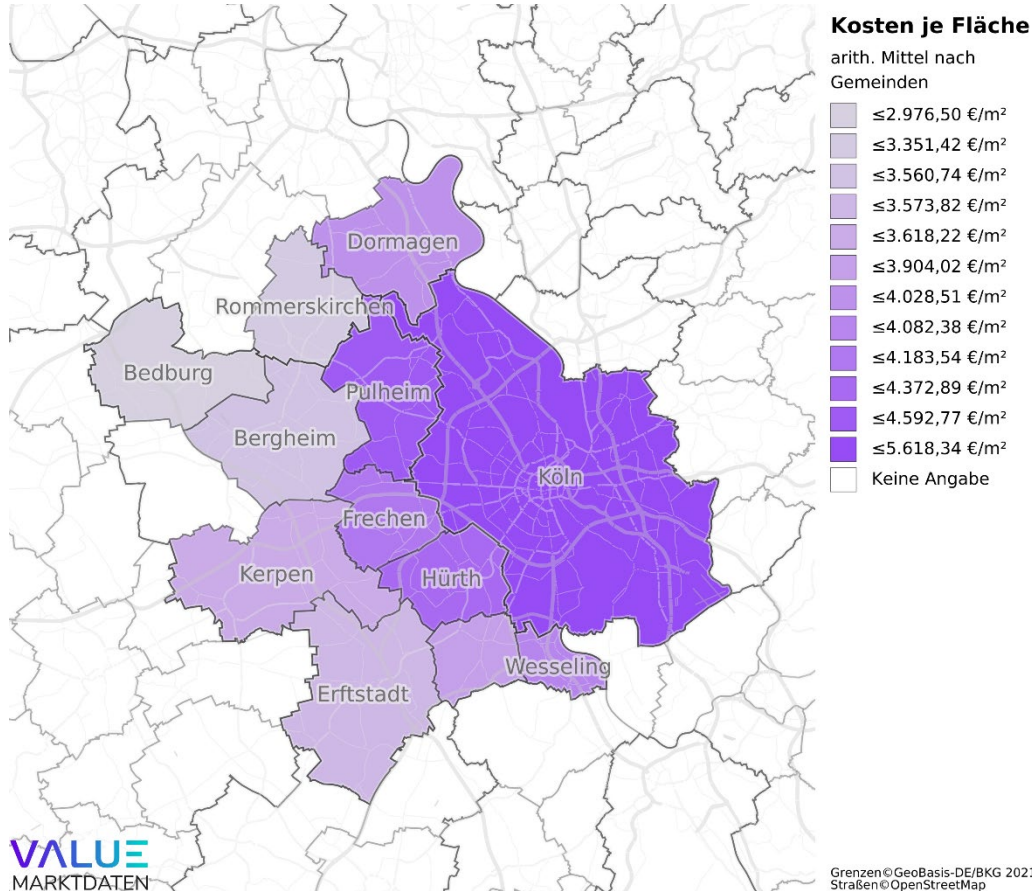 Kosten je Fläche
arith. Mittel nach
Gemeinden
≤2.976,50 €/m²
≤3.351,42 €/m²
≤3.560,74 €/m²
≤3.573,82 €/m²
≤3.618,22 €/m²
≤3.904,02 €/m²
≤4.028,51 €/m²
≤4.082,38 €/m²
≤4.183,54 €/m²
≤4.372,89 €/m²
≤4.592,77 €/m²
≤5.618,34 €/m²
Keine Angabe
Dormagen
Rommerskirchen
Bedburg
Pulheim
Bergheim
Köln
Frechen
Kerpen
Hürth
Wesseling
Erftstadt
VALUE
MARKTDATEN
Grenzen©GeoBasis-DE/BKG
Straßen©OpenStreetMap